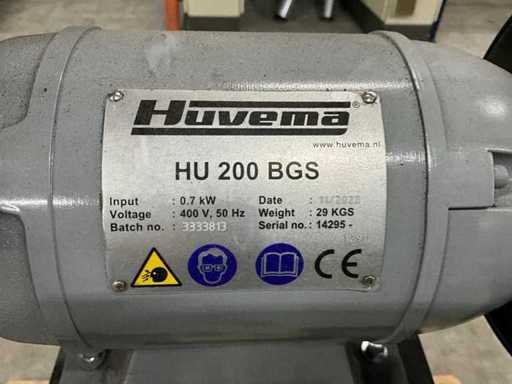 Huvema®
www.huvema.nl
HU 200 BGS
Input : 0.7 kW Date :
Voltage : 400 V, 50 Hz Weight : 29 KGS
Batch no. : 3333813 Serial no. : 14295 -
CE